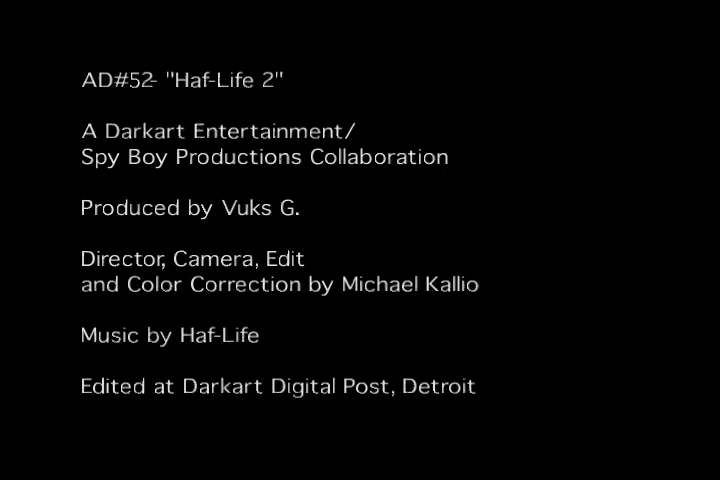 AD#52- "Haf-Life 2"
A Darkart Entertainment/
Spy Boy Productions Collaboration
Produced by Vuks G.
Director, Camera, Edit
and Color Correction by Michael Kallio
Music by Haf-Life
Edited at Darkart Digital Post, Detroit